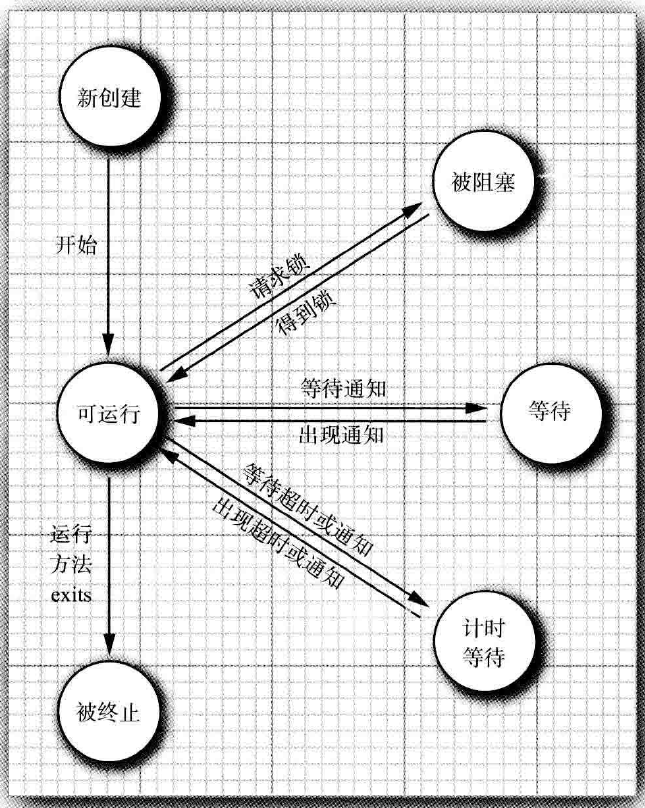 新创建
被阻塞
开始
请求锁
得到锁
可运行
等待通知
出现通知
等待
等待超时或通知
出现超时或通知
运行
方法
exits
计时
等待
被终止